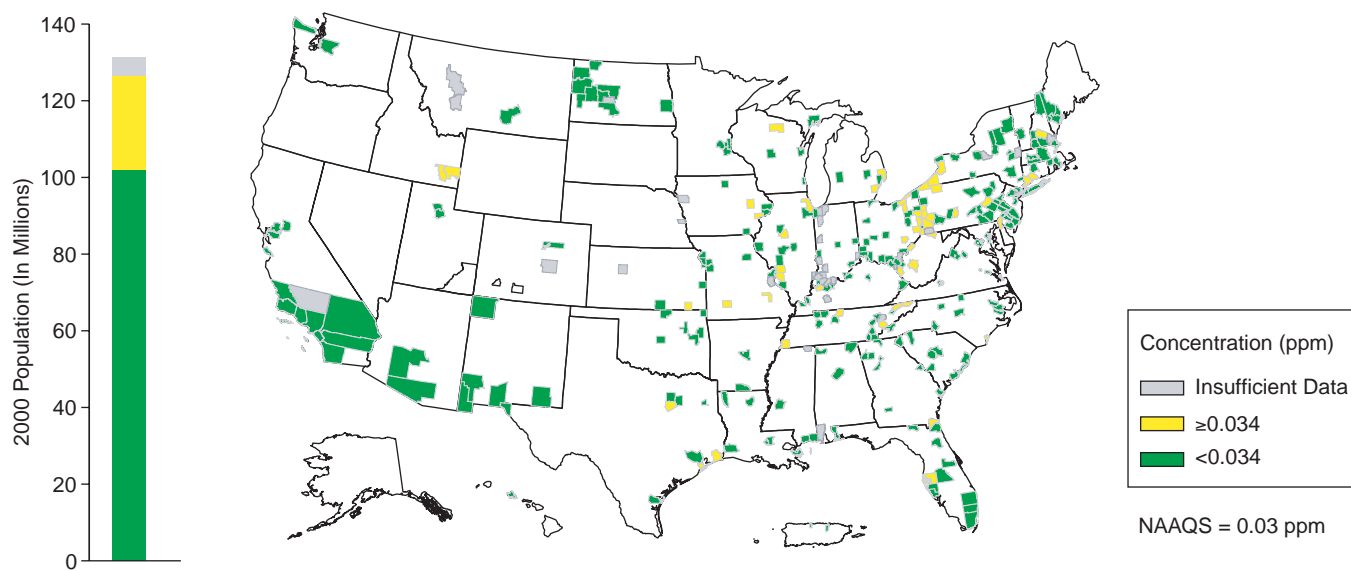 2000 Population (In Millions)
140
120
100
80
60
40
20
0
Concentration (ppm)
Insufficient Data
≥0.034
<0.034
NAAQS = 0.03 ppm